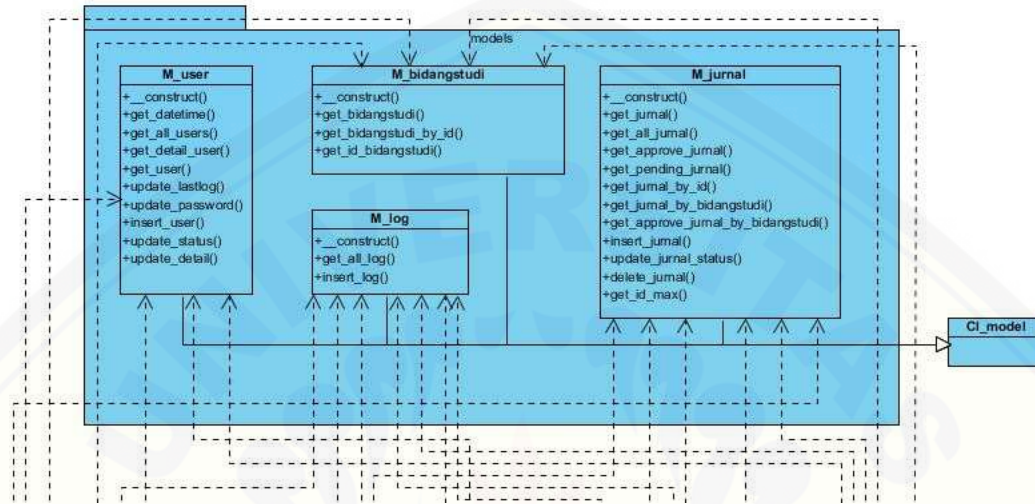 models
M_user
+__construct()
+get_datetime()
+get_all_users()
+get_detail_user()
+get_user()
+update_lastlog()
+update_password()
+insert_user()
+update_status()
+update_detail()
M_bidangstudi
+__construct()
+get_bidangstudi()
+get_bidangstudi_by_id()
+get_id_bidangstudi()
M_log
+__construct()
+get_all_log()
+insert_log()
M_jurnal
+__construct()
+get_jurnal()
+get_all_jurnal()
+get_approve_jurnal()
+get_pending_jurnal()
+get_jurnal_by_id()
+get_jurnal_by_bidangstudi()
+get_approve_jurnal_by_bidangstudi()
+insert_jurnal()
+update_jurnal_status()
+delete_jurnal()
+get_id_max()
CI_model
UNIVERSITAS